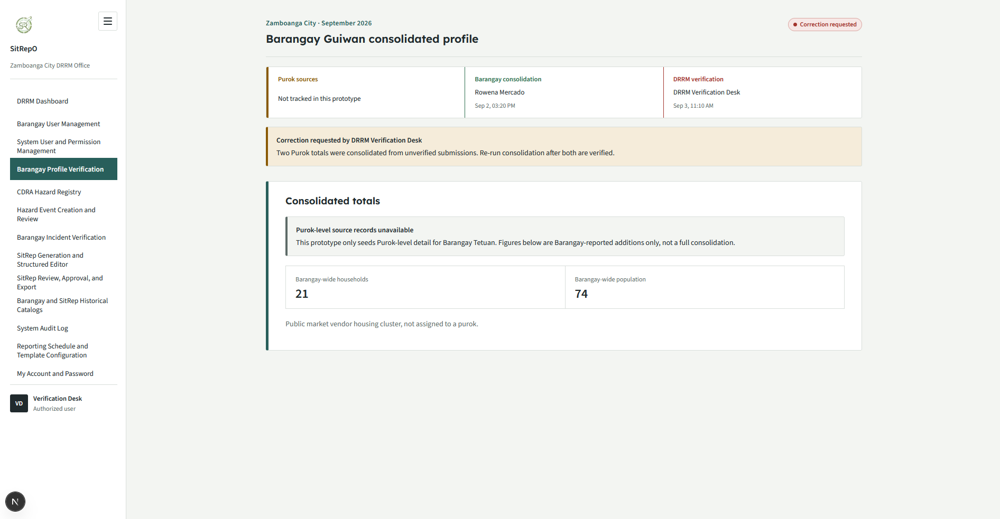 SR
SitRepO
Zamboanga City DRRM Office
DRRM Dashboard
Barangay User Management
System User and Permission
Management
Barangay Profile Verification
CDRA Hazard Registry
Hazard Event Creation and
Review
Barangay Incident Verification
SitRep Generation and
Structured Editor
SitRep Review, Approval, and
Export
Barangay and SitRep Historical
Catalogs
System Audit Log
Reporting Schedule and
Template Configuration
My Account and Password
VD
Verification Desk
Authorized user
N
Zamboanga City · September 2026
Barangay Guiwan consolidated profile
Correction requested
Purok sources
Not tracked in this prototype
Barangay consolidation
Rowena Mercado
Sep 2, 03:20 PM
DRRM verification
DRRM Verification Desk
Sep 3, 11:10 AM
Correction requested by DRRM Verification Desk
Two Purok totals were consolidated from unverified submissions. Re-run consolidation after both are verified.
Consolidated totals
Purok-level source records unavailable
This prototype only seeds Purok-level detail for Barangay Tetuan. Figures below are Barangay-reported additions only, not a full consolidation.
Barangay-wide households
21
Barangay-wide population
74
Public market vendor housing cluster, not assigned to a purok.